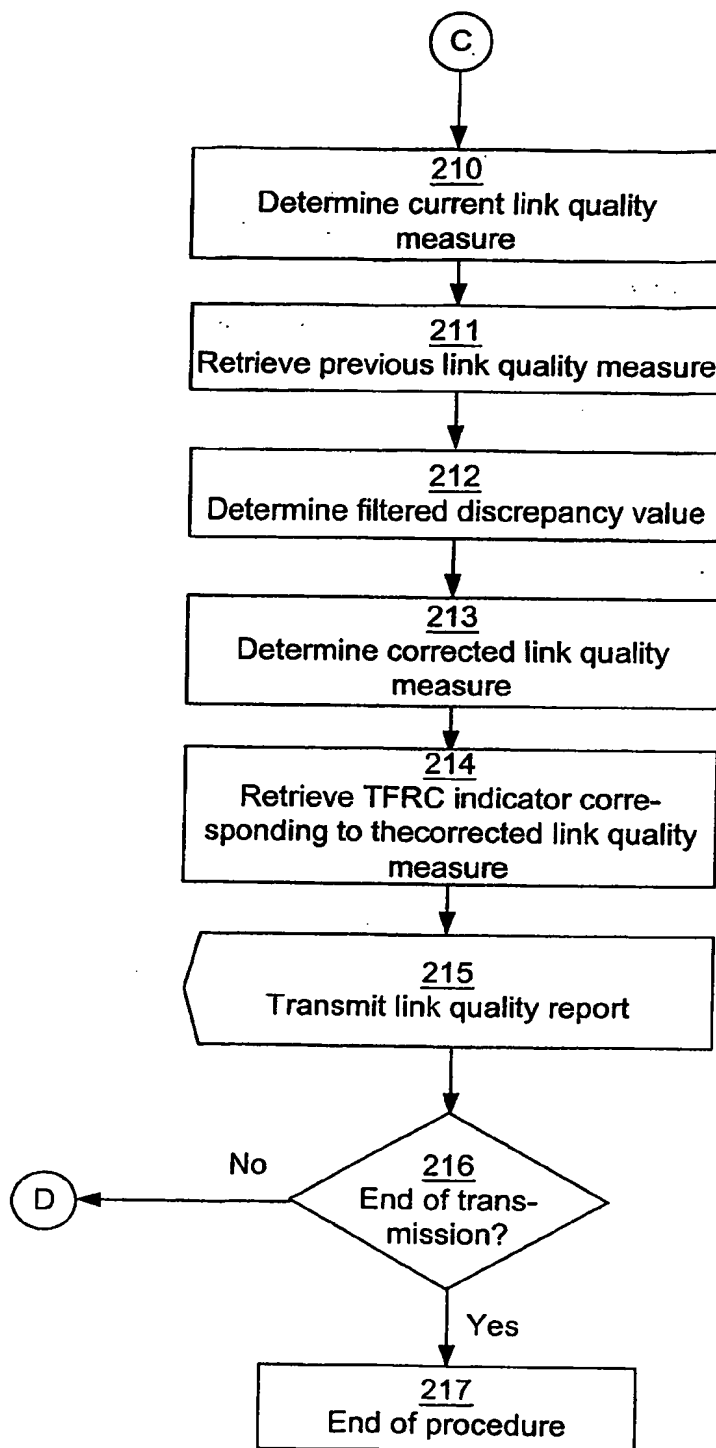 C
210
Determine current link quality
measure
211
Retrieve previous link quality measure
212
Determine filtered discrepancy value
213
Determine corrected link quality
measure
214
Retrieve TFRC indicator corre-
sponding to thecorrected link quality
measure
215
Transmit link quality report
No
216
D
End of trans-
mission?
Yes
217
End of procedure